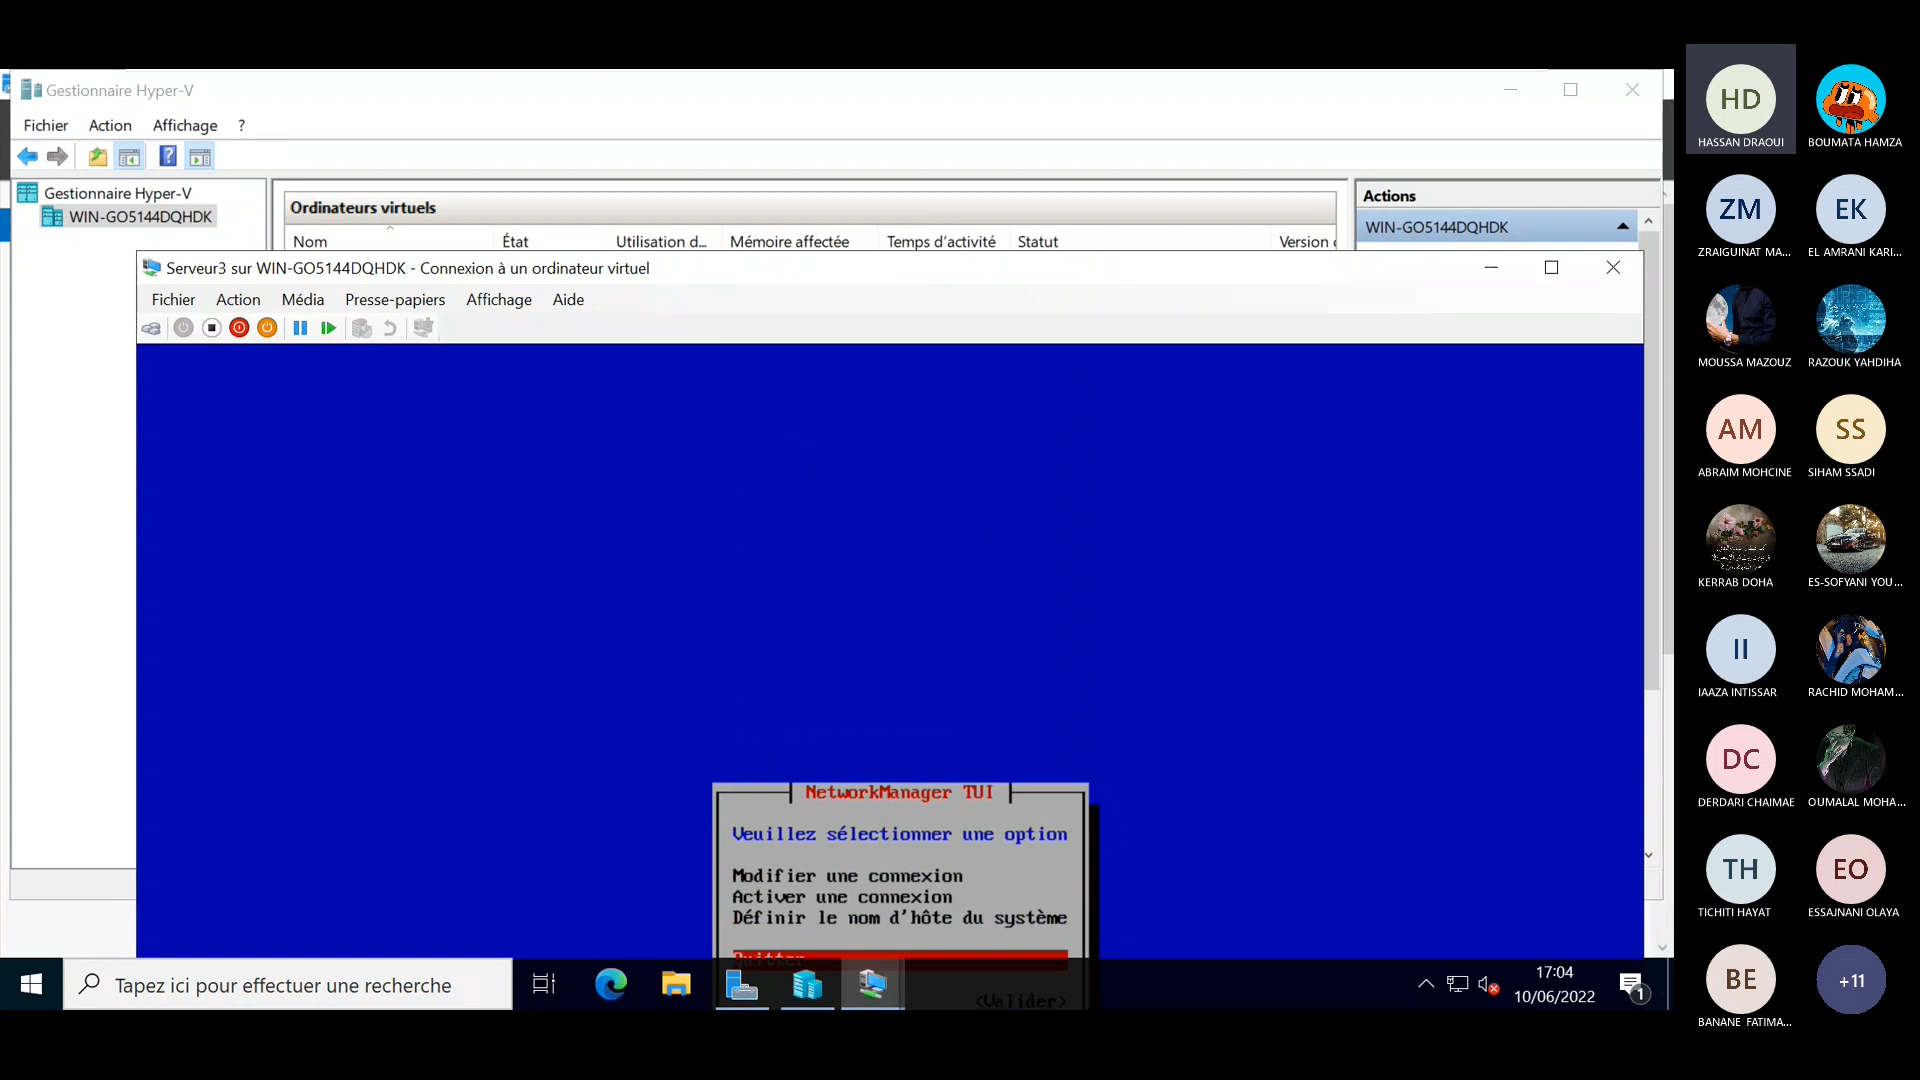 Gestionnaire Hyper-V
Fichier Action Affichage ?
Gestionnaire Hyper-V
WIN-GO5144DQHDK
Ordinateurs virtuels
Nom État Utilisation d... Mémoire affectée Temps d'activité Statut Version
Actions
WIN-GO5144DQHDK
Serveur3 sur WIN-GO5144DQHDK - Connexion à un ordinateur virtuel
Fichier Action Média Presse-papiers Affichage Aide
NetworkManager TUI
Veuillez sélectionner une option
Modifier une connexion
Activer une connexion
Définir le nom d'hôte du système
Quitter
<Valider>
Tapez ici pour effectuer une recherche
17:04
10/06/2022
1
HD
HASSAN DRAOUI
BOUMATA HAMZA
ZM
ZRAIGUINAT MA...
EK
EL AMRANI KARI...
MOUSSA MAZOUZ
RAZOUK YAHDIHA
AM
ABRAIM MOHCINE
SS
SIHAM SSADI
KERRAB DOHA
ES-SOFYANI YOU...
II
IAAZA INTISSAR
RACHID MOHAM...
DC
DERDARI CHAIMAE
OUMALAL MOHA...
TH
TICHITI HAYAT
EO
ESSAJNANI OLAYA
BE
BANANE FATIMA...
+11